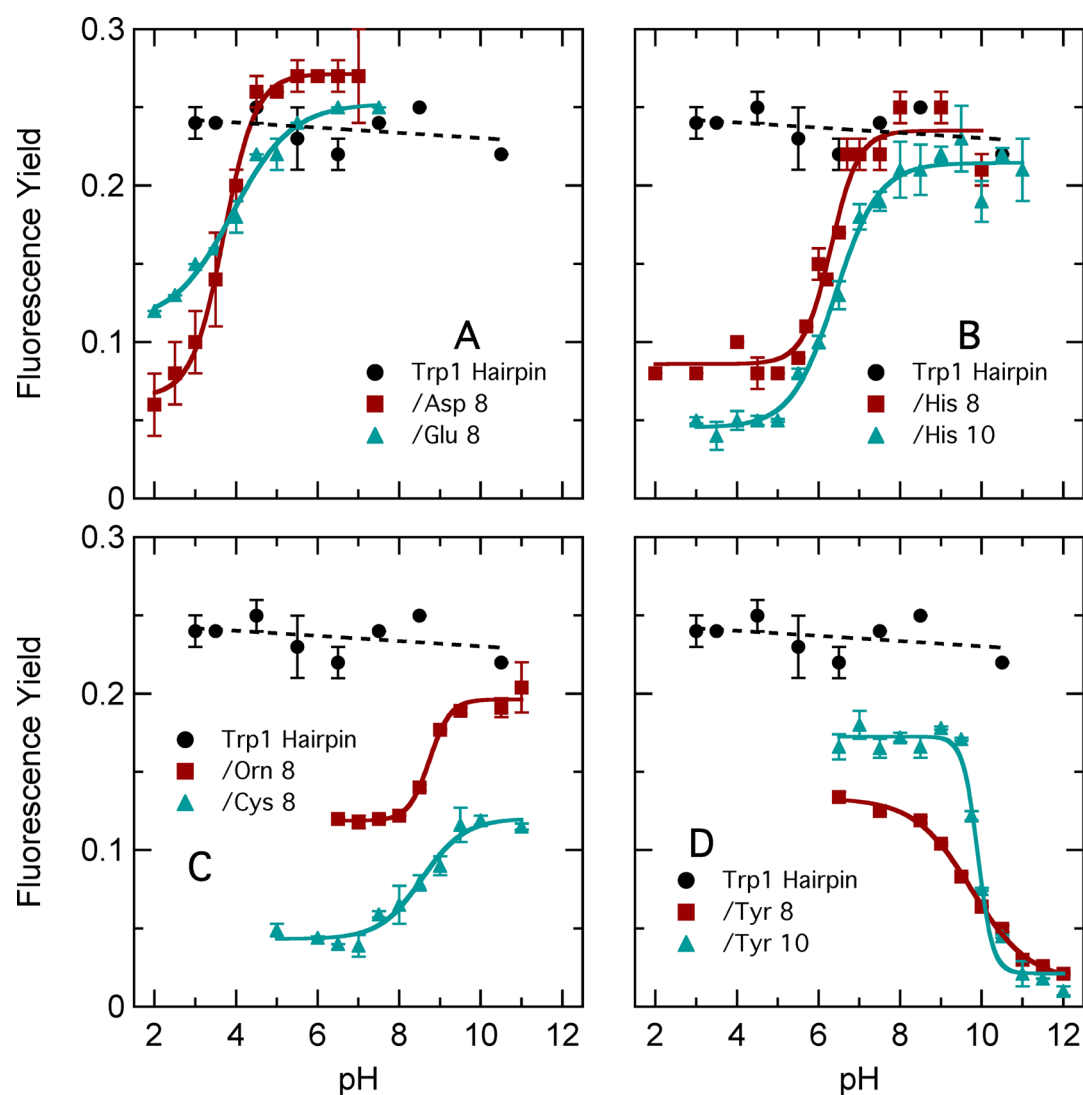 0.3
0.2
0.1
0
Fluorescence Yield
A
Trp1 Hairpin
/Asp 8
/Glu 8
B
Trp1 Hairpin
/His 8
/His 10
0.3
0.2
0.1
0
Fluorescence Yield
Trp1 Hairpin
/Orn 8
/Cys 8
C
D
Trp1 Hairpin
/Tyr 8
/Tyr 10
2 4 6 8 10 12
2 4 6 8 10 12
pH
pH